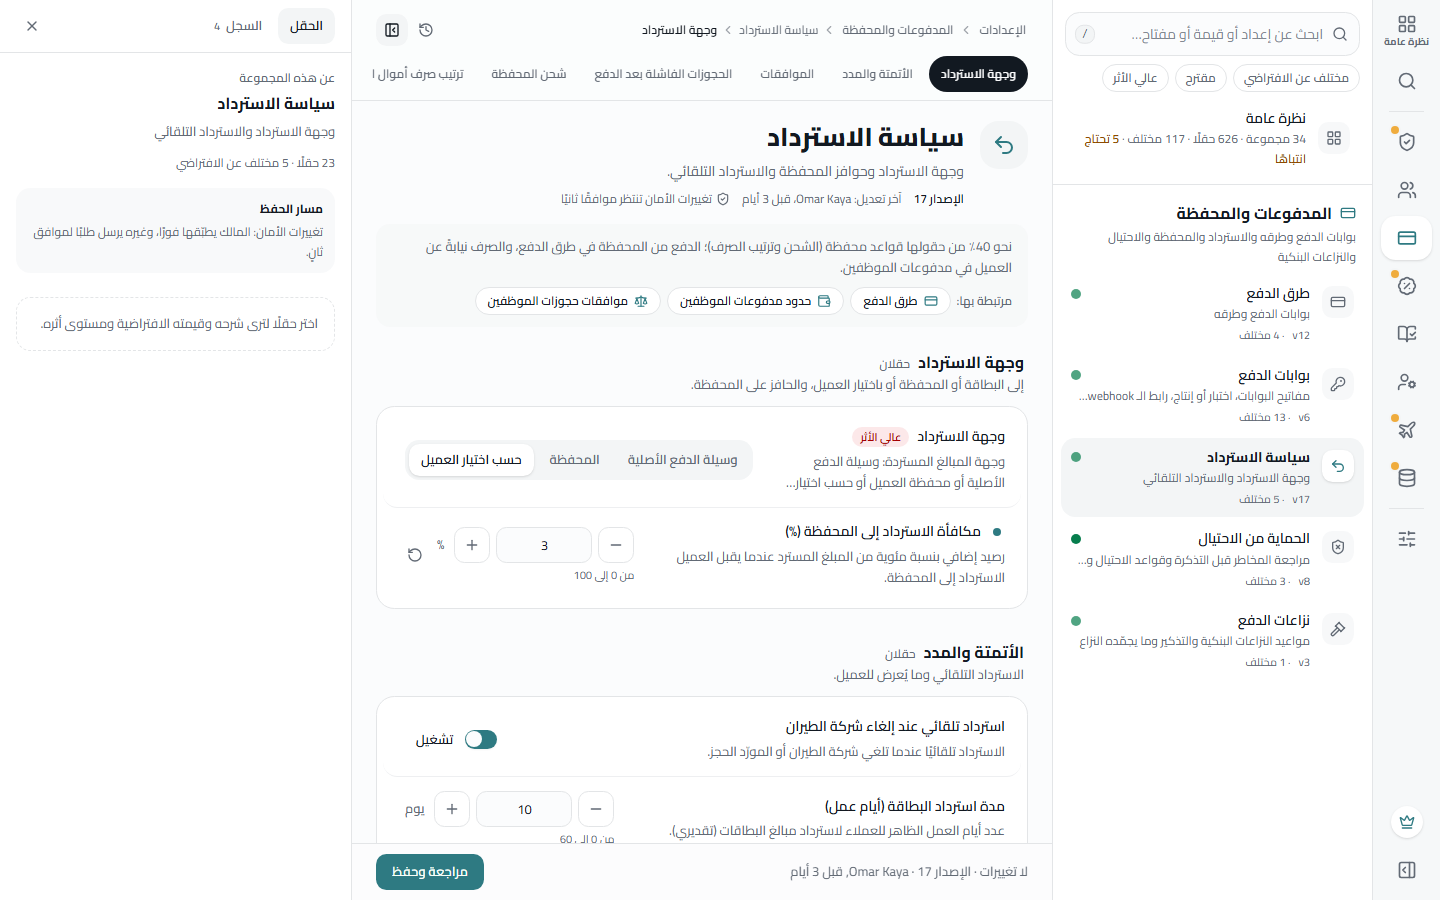 نظرة عامة
ابحث عن إعداد أو قيمة أو مفتاح...
/
مختلف عن الافتراضي
مقترح
عالي الأثر
نظرة عامة
34 مجموعة · 626 حقلًا · 117 مختلف · 5 تحتاج
انتباهًا
المدفوعات والمحفظة
بوابات الدفع وطرقه والاسترداد والمحفظة والاحتيال
والنزاعات البنكية
طرق الدفع
بوابات الدفع وطرقه
v12 · 4 مختلف
بوابات الدفع
مفاتيح البوابات، اختبار أو إنتاج، رابط الـ webhook...
v6 · 13 مختلف
سياسة الاسترداد
وجهة الاسترداد والاسترداد التلقائي
v17 · 5 مختلف
الحماية من الاحتيال
مراجعة المخاطر قبل التذكرة وقواعد الاحتيال و...
v8 · 3 مختلف
نزاعات الدفع
مواعيد النزاعات البنكية والتذكير وما يجمّده النزاع
v3 · 1 مختلف
الإعدادات
المدفوعات والمحفظة
سياسة الاسترداد
وجهة الاسترداد
وجهة الاسترداد
الأتمتة والمدد
الموافقات
الحجوزات الفاشلة بعد الدفع
شحن المحفظة
ترتيب صرف أموال ا
سياسة الاسترداد
وجهة الاسترداد وحوافز المحفظة والاسترداد التلقائي.
الإصدار 17
آخر تعديل: Omar Kaya، قبل 3 أيام
تغييرات الأمان تنتظر موافقًا ثانيًا
نحو 40٪ من حقولها قواعد محفظة (الشحن وترتيب الصرف)؛ الدفع من المحفظة في طرق الدفع، والصرف نيابةً عن
العميل في مدفوعات الموظفين.
مرتبطة بها:
طرق الدفع
حدود مدفوعات الموظفين
موافقات حجوزات الموظفين
وجهة الاسترداد
حقلان
إلى البطاقة أو المحفظة أو باختيار العميل، والحافز على المحفظة.
وجهة الاسترداد
عالي الأثر
وجهة المبالغ المستردة: وسيلة الدفع
الأصلية أو محفظة العميل أو حسب اختيار...
وسيلة الدفع الأصلية
المحفظة
حسب اختيار العميل
مكافأة الاسترداد إلى المحفظة (%)
رصيد إضافي بنسبة مئوية من المبلغ المسترد عندما يقبل العميل
الاسترداد إلى المحفظة.
3
%
من 0 إلى 100
الأتمتة والمدد
حقلان
الاسترداد التلقائي وما يُعرض للعميل.
استرداد تلقائي عند إلغاء شركة الطيران
الاسترداد تلقائيًا عندما تلغي شركة الطيران أو المورّد الحجز.
تشغيل
مدة استرداد البطاقة (أيام عمل)
عدد أيام العمل الظاهر للعملاء لاسترداد مبالغ البطاقات (تقديري).
10
يوم
من 0 إلى 60
لا تغييرات · الإصدار 17 · Omar Kaya، قبل 3 أيام
مراجعة وحفظ
الحقل
السجل 4
عن هذه المجموعة
سياسة الاسترداد
وجهة الاسترداد والاسترداد التلقائي
23 حقلًا · 5 مختلف عن الافتراضي
مسار الحفظ
تغييرات الأمان: المالك يطبّقها فورًا، وغيره يرسل طلبًا لموافق
ثانٍ.
اختر حقلًا لترى شرحه وقيمته الافتراضية ومستوى أثره.